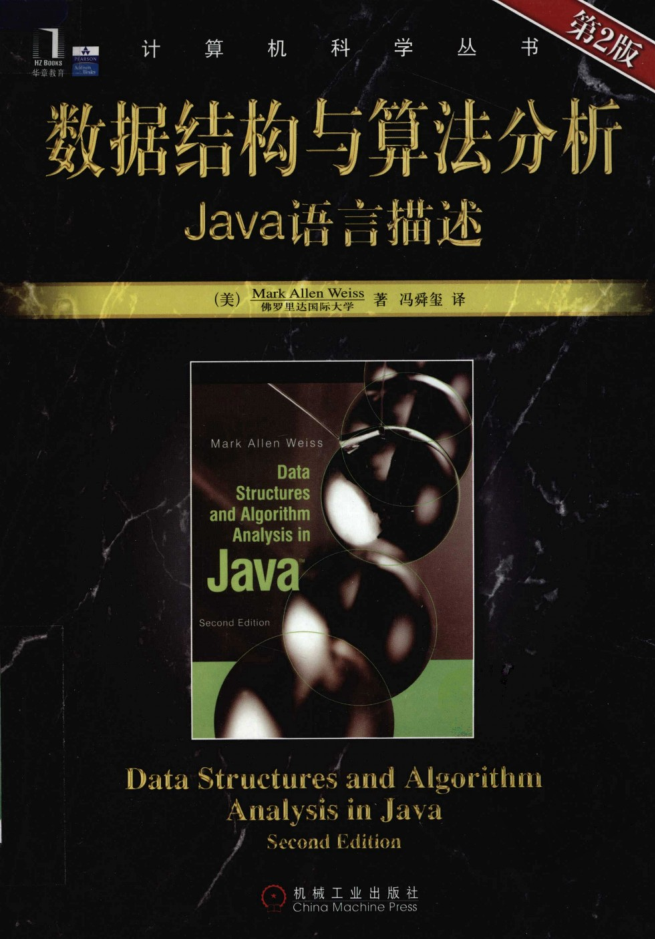 计算机科学丛书
第2版
HZ BOOKS
华章教育
PEARSON
数据结构与算法分析
Java语言描述
(美) Mark Allen Weiss 著 冯舜玺 译
佛罗里达国际大学
Mark Allen Weiss
Data
Structures
and Algorithm
Analysis in
Java
Second Edition
Data Structures and Algorithm
Analysis in Java
Second Edition
机械工业出版社
China Machine Press